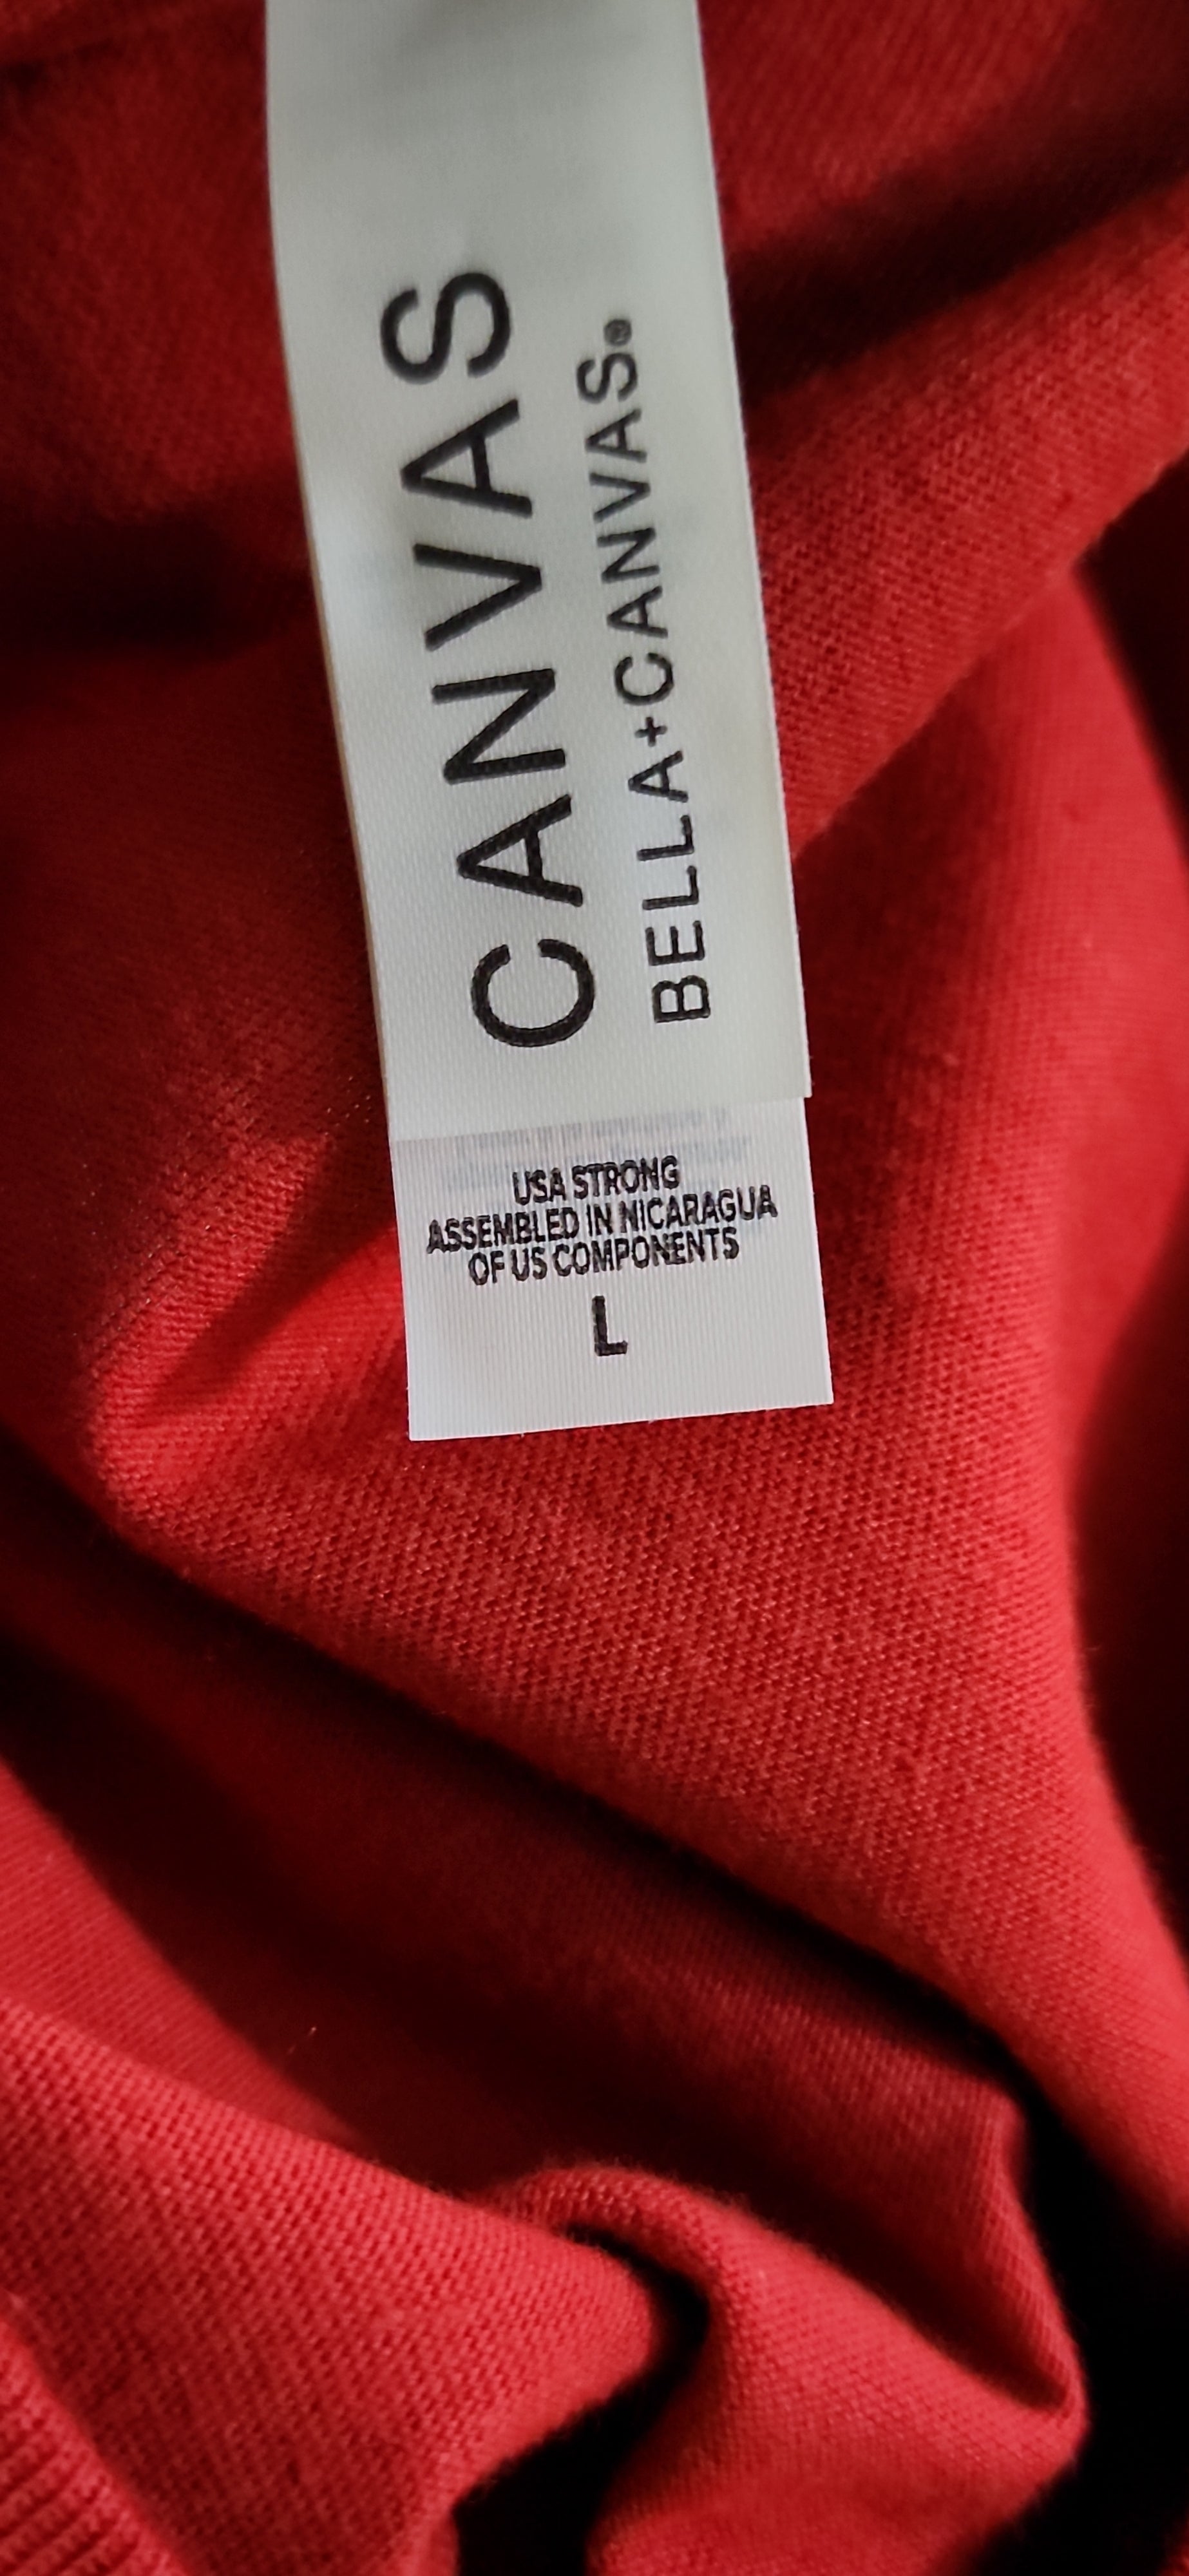 CANVAS
BELLA+CANVAS®
USA STRONG
ASSEMBLED IN NICARAGUA
OF US COMPONENTS
L